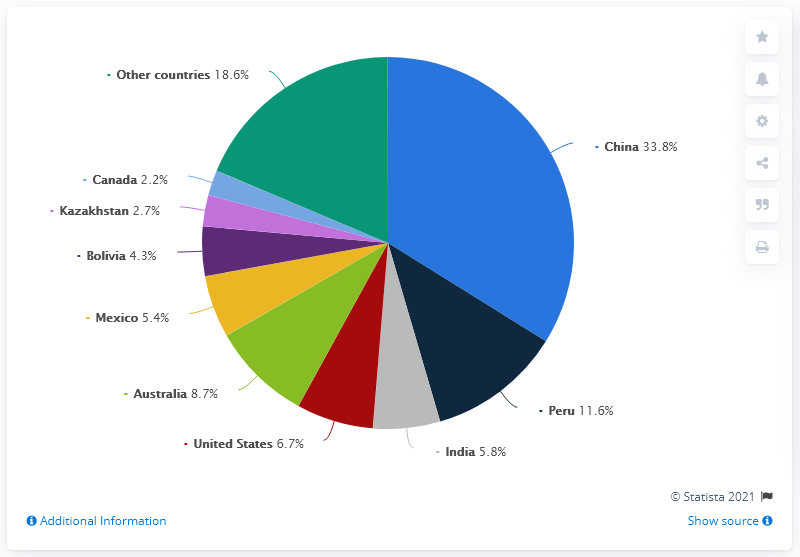 Other countries 18.6%
China 33.8%
Canada 2.2%
Kazakhstan 2.7%
Bolivia 4.3%
Mexico 5.4%
Australia 8.7%
Peru 11.6%
United States 6.7%
India 5.8%
© Statista 2021
Additional Information
Show source